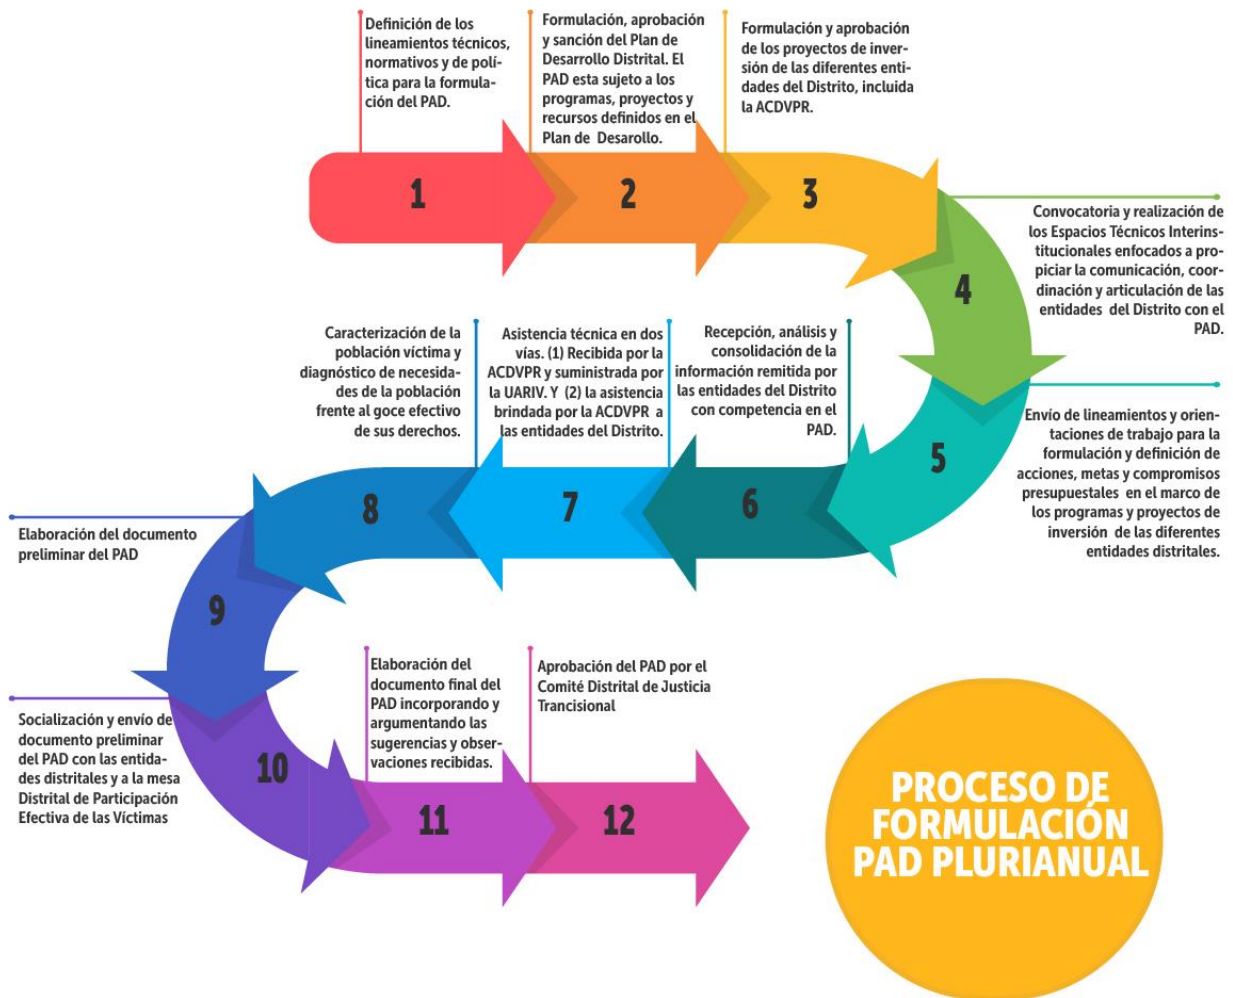 Definición de los
lineamientos técnicos,
normativos y de polí-
tica para la formula-
ción del PAD.
Formulación, aprobación
y sanción del Plan de
Desarrollo Distrital. El
PAD esta sujeto a los
programas, proyectos y
recursos definidos en el
Plan de Desarollo.
Formulación y aprobación
de los proyectos de inver-
sión de las diferentes enti-
dades del Distrito, incluida
la ACDVPR.
1
2
3
4
Convocatoria y realización de
los Espacios Técnicos Interins-
titucionales enfocados a pro-
piciar la comunicación, coor-
dinación y articulación de las
entidades del Distrito con el
PAD.
5
Envío de lineamientos y orien-
taciones de trabajo para la
formulación y definición de
acciones, metas y compromisos
presupuestales en el marco de
los programas y proyectos de
inversión de las diferentes
entidades distritales.
Recepción, análisis y
consolidación de la
información remitida por
las entidades del Distrito
con competencia en el
PAD.
6
Asistencia técnica en dos
vías. (1) Recibida por la
ACDVPR y suministrada por
la UARIV. Y (2) la asistencia
brindada por la ACDVPR a
las entidades del Distrito.
7
Caracterización de la
población víctima y
diagnóstico de necesida-
des de la población
frente al goce efectivo
de sus derechos.
8
Elaboración del documento
preliminar del PAD
9
Socialización y envío de
documento preliminar
del PAD con las entida-
des distritales y a la mesa
Distrital de Participación
Efectiva de las Víctimas
10
Elaboración del
documento final del
PAD incorporando y
argumentando las
sugerencias y obser-
vaciones recibidas.
11
Aprobación del PAD por el
Comité Distrital de Justicia
Trancisional
12
PROCESO DE
FORMULACIÓN
PAD PLURIANUAL